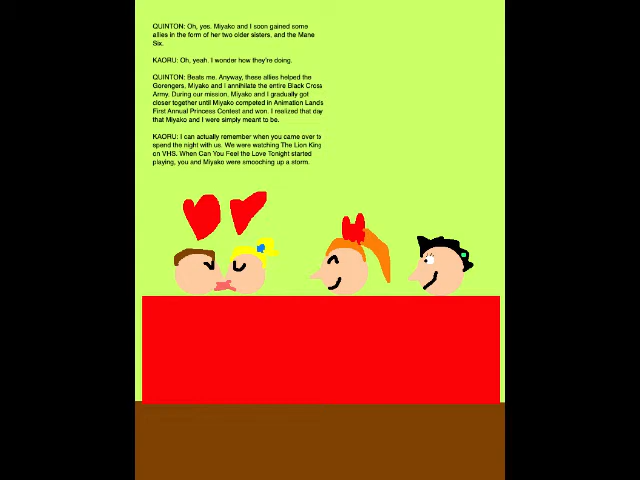 QUINTON: Oh, yes. Miyako and I soon gained some
allies in the form of her two older sisters, and the Mane
Six.
KAORU: Oh, yeah. I wonder how they're doing.
QUINTON: Beats me. Anyway, these allies helped the
Gorengers, Miyako and I annihilate the entire Black Cross
Army. During our mission, Miyako and I gradually got
closer together until Miyako competed in Animation Lands
First Annual Princess Contest and won. I realized that day
that Miyako and I were simply meant to be.
KAORU: I can actually remember when you came over to
spend the night with us. We were watching The Lion King
on VHS. When Can You Feel the Love Tonight started
playing, you and Miyako were smooching up a storm.